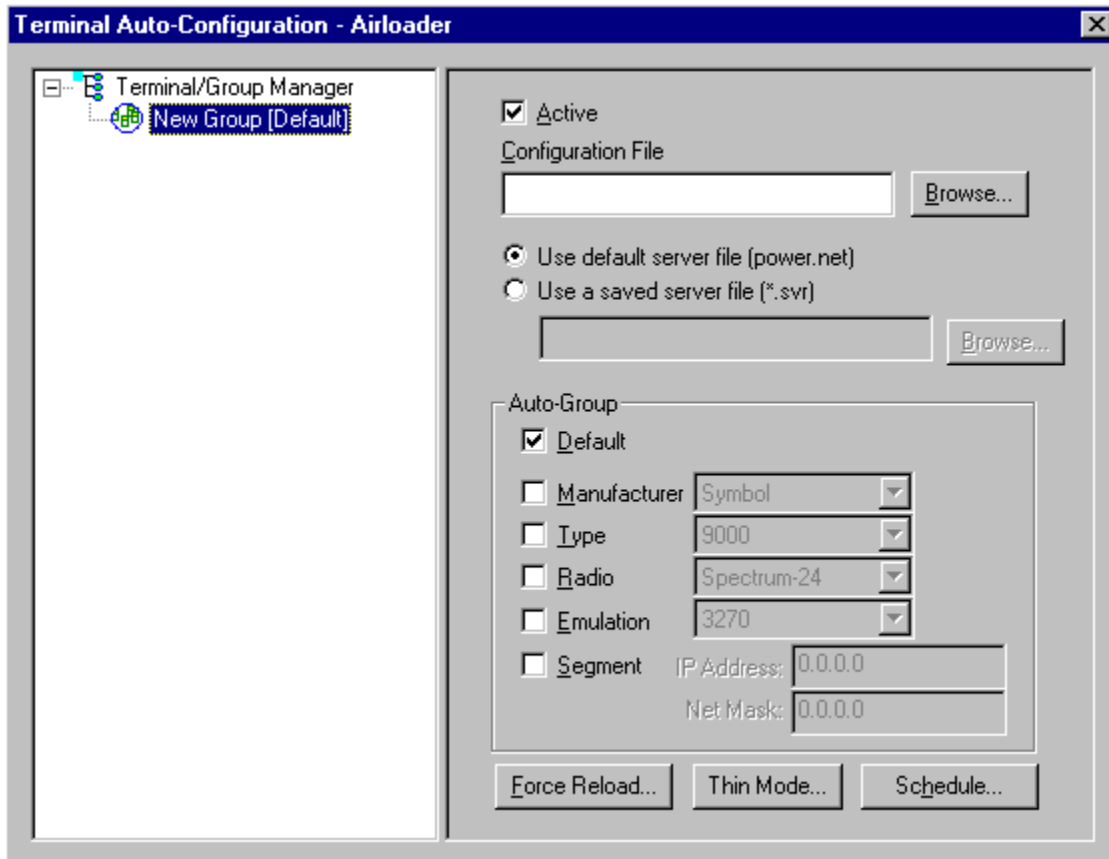 Terminal Auto-Configuration - Airloader
Terminal/Group Manager
New Group [Default]
Active
Configuration File
Browse...
Use default server file (power.net)
Use a saved server file (*.svr)
Browse...
Auto-Group
Default
Manufacturer Symbol
Type 9000
Radio Spectrum-24
Emulation 3270
Segment IP Address: 0.0.0.0
Net Mask: 0.0.0.0
Force Reload... Thin Mode... Schedule...